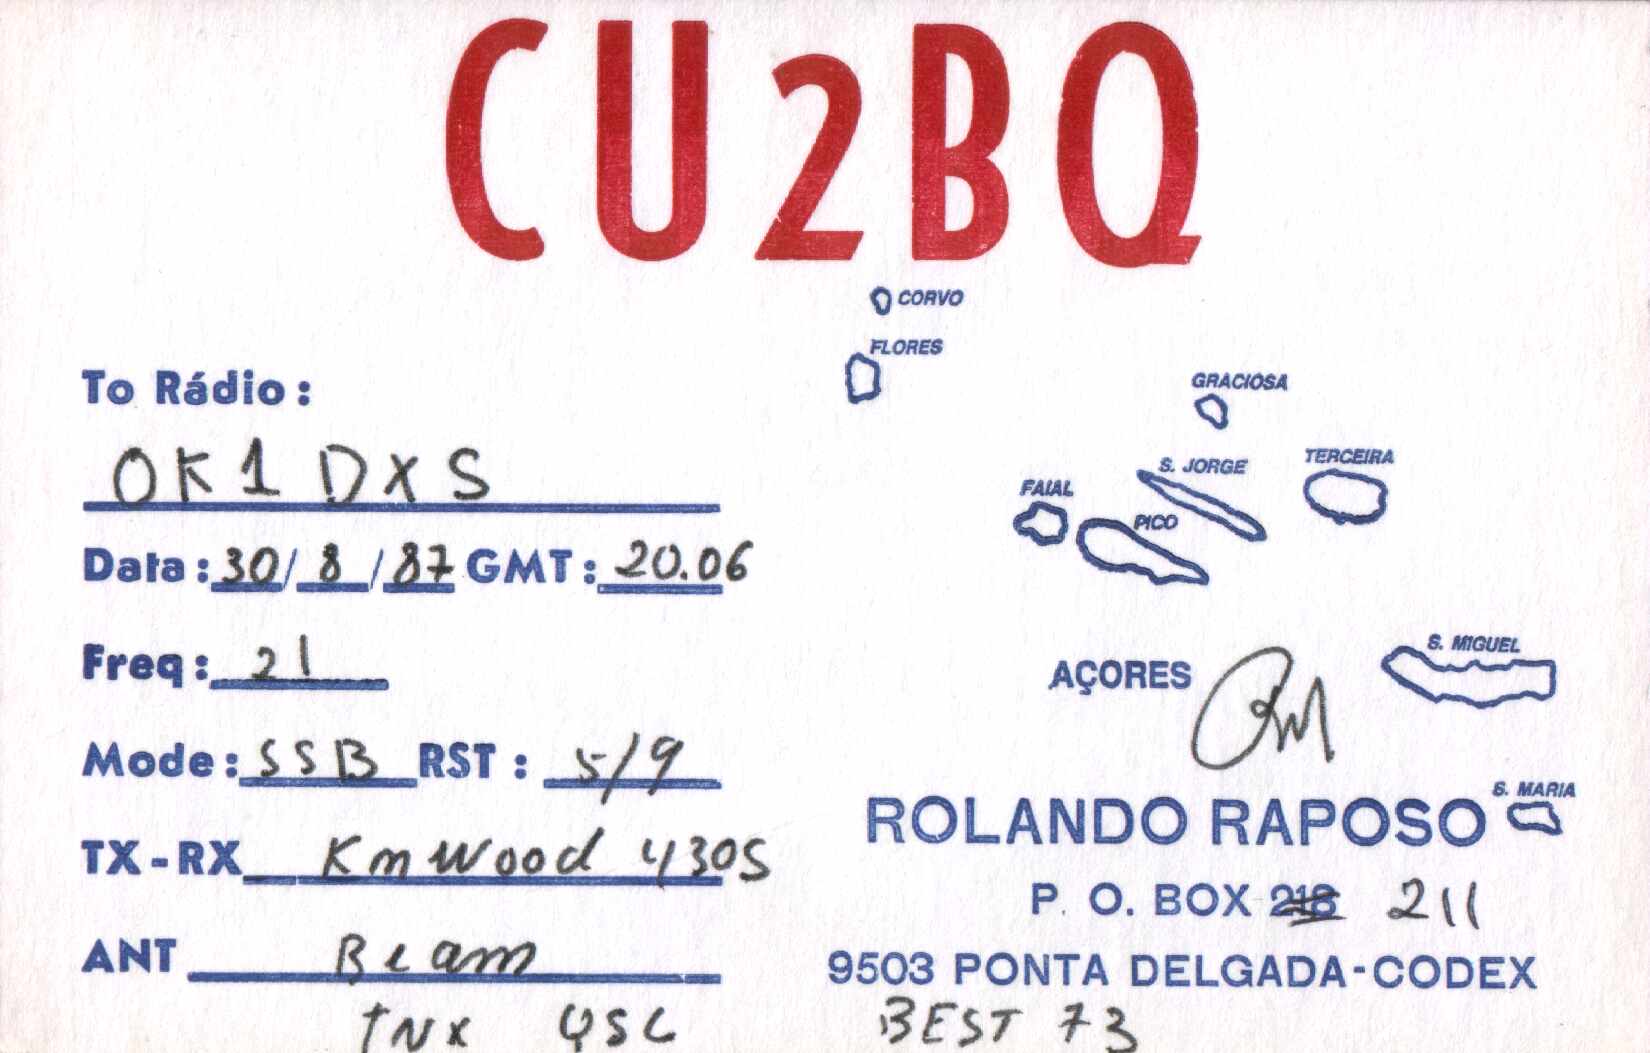 CU2BQ
CORVO
FLORES
GRACIOSA
To Rádio:
OK1DXS
S. JORGE
TERCEIRA
FAIAL
PICO
Data: 30/8/87 GMT: 20.06
Freq: 21
S. MIGUEL
AÇORES
Mode: SSB RST: 5/9
S. MARIA
ROLANDO RAPOSO
TX-RX Kenwood 430S
P. O. BOX 218 211
ANT Beam
9503 PONTA DELGADA-CODEX
TNX QSL BEST 73